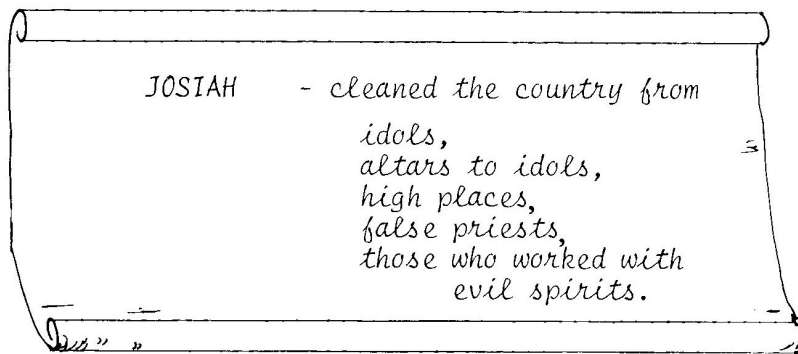 JOSIAH - cleaned the country from
idols,
altars to idols,
high places,
false priests,
those who worked with
evil spirits.